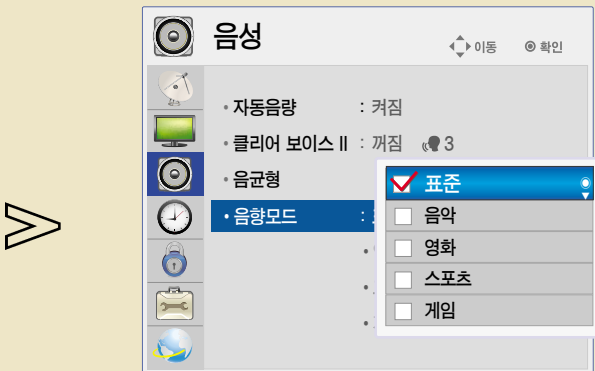 음성
이동 확인
• 자동음량 : 켜짐
• 클리어 보이스 II : 꺼짐 3
• 음균형
• 음향모드 :
표준
음악
영화
스포츠
게임